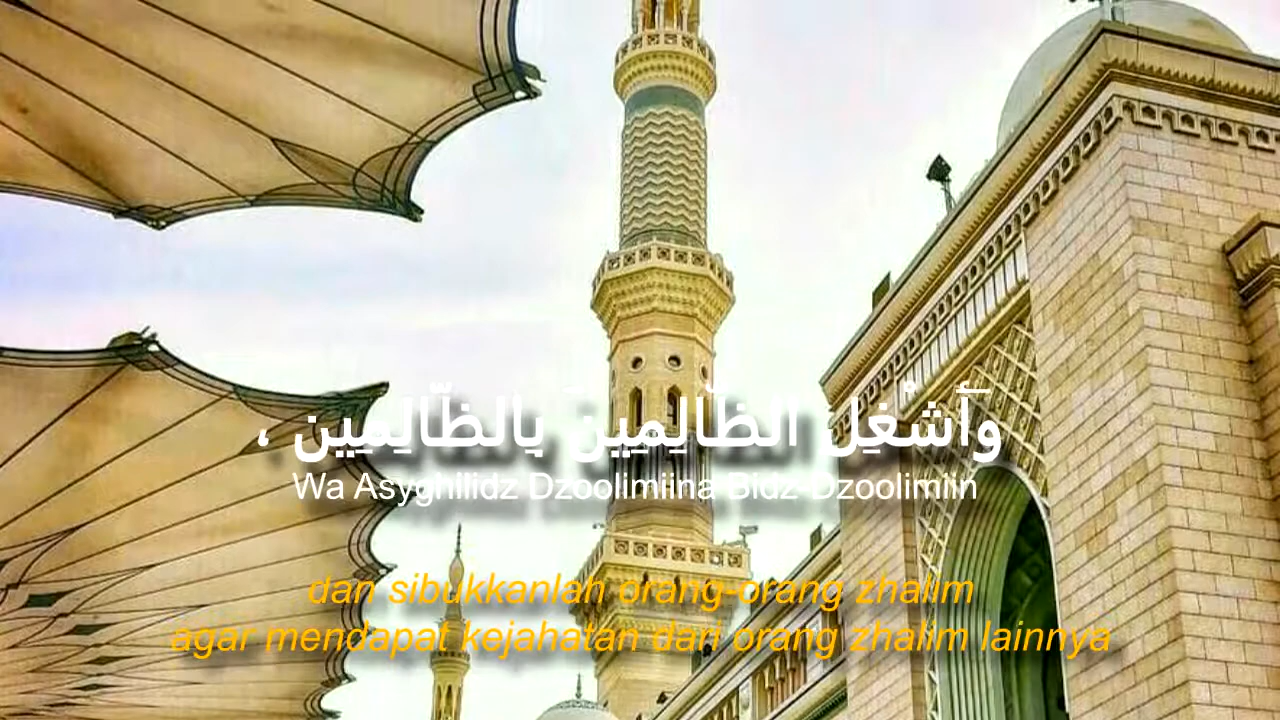 وَأَشْغِلِ الظَّالِمِينَ بِالظَّالِمِين ،
Wa Asyghilidz Dzoolimiina Bidz-Dzoolimiin
dan sibukkanlah orang-orang zhalim
agar mendapat kejahatan dari orang zhalim lainnya